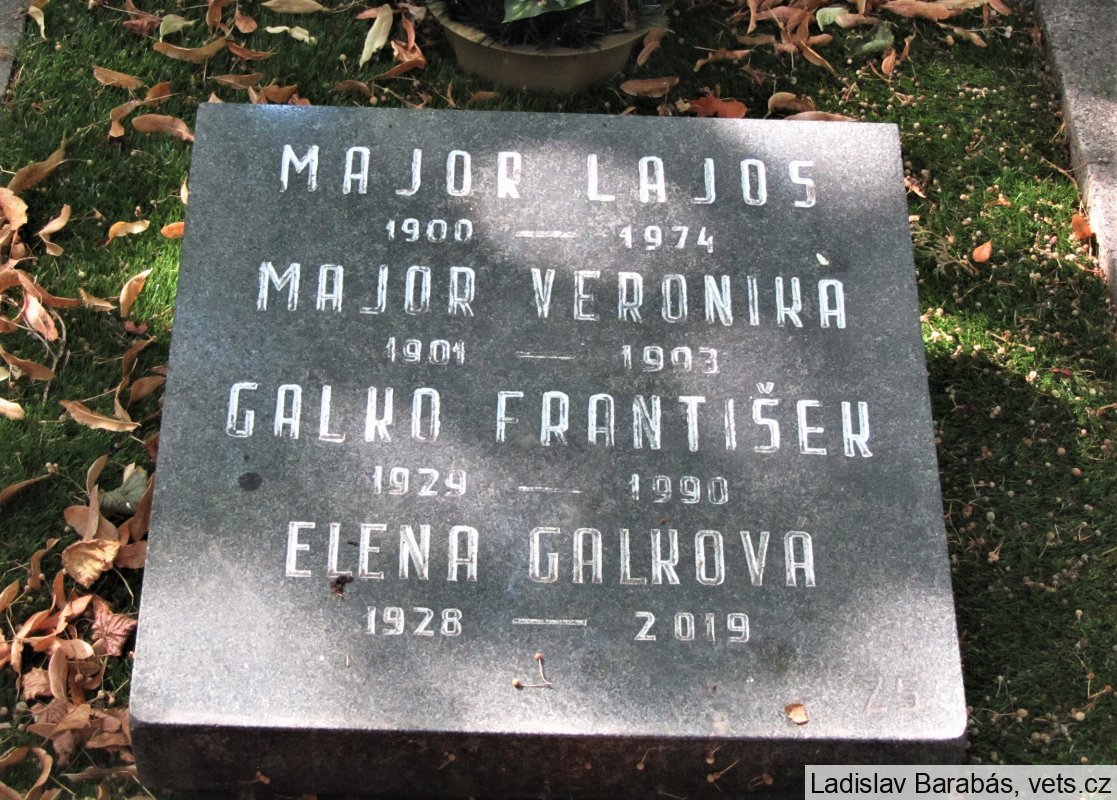 MAJOR LAJOS
1900 — 1974
MAJOR VERONIKA
1901 — 1993
GALKO FRANTIŠEK
1929 — 1990
ELENA GALKOVÁ
1928 — 2019
75
Ladislav Barabás, vets.cz